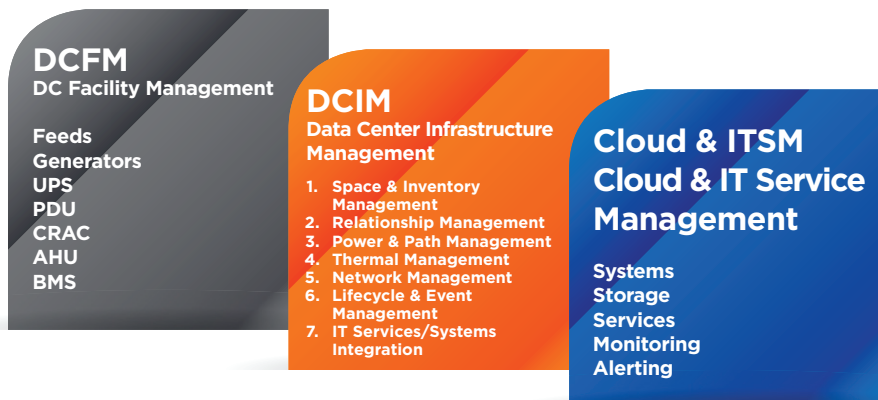 DCFM
DC Facility Management
Feeds
Generators
UPS
PDU
CRAC
AHU
BMS
DCIM
Data Center Infrastructure
Management
1. Space & Inventory
Management
2. Relationship Management
3. Power & Path Management
4. Thermal Management
5. Network Management
6. Lifecycle & Event
Management
7. IT Services/Systems
Integration
Cloud & ITSM
Cloud & IT Service
Management
Systems
Storage
Services
Monitoring
Alerting